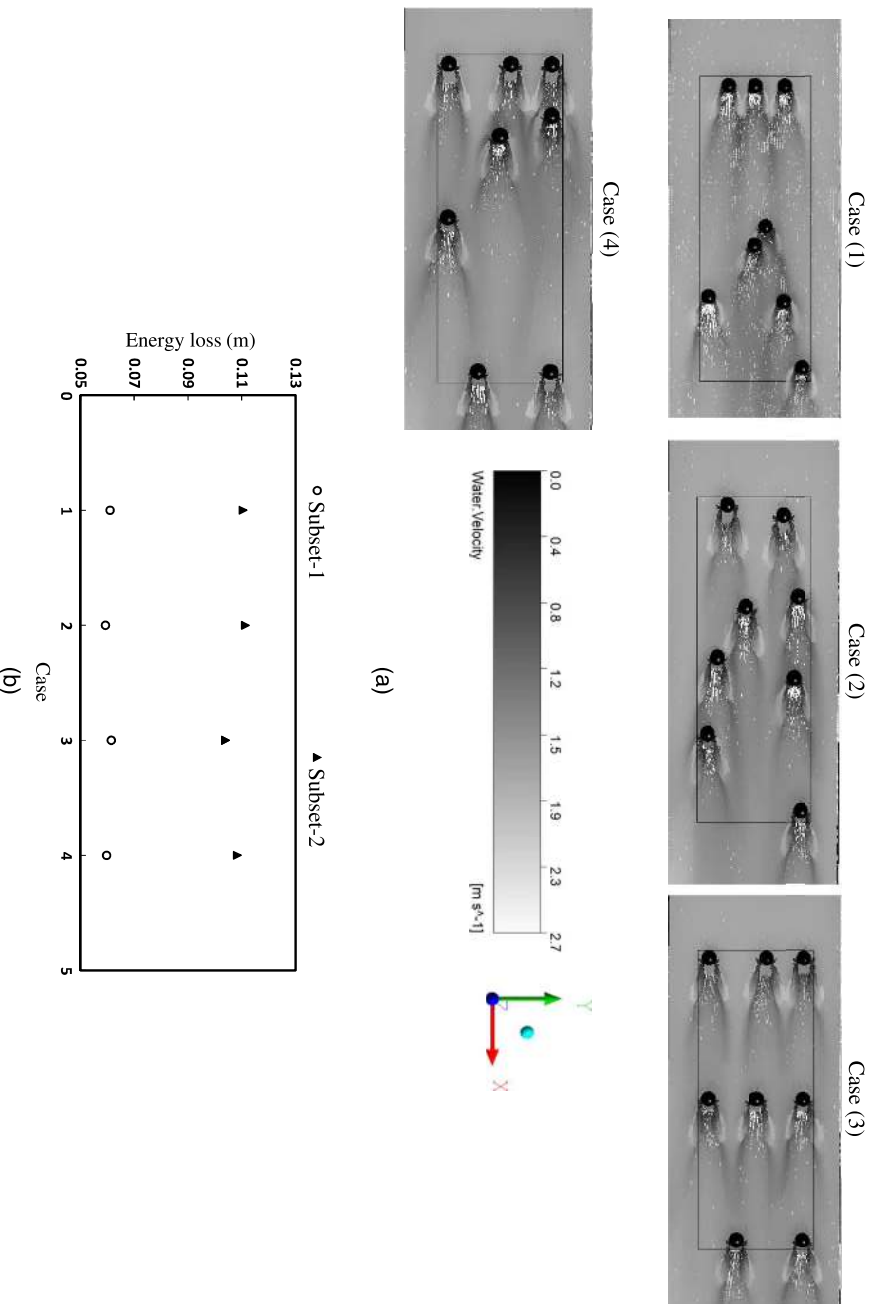 Case (1)
Case (2)
Case (3)
Case (4)
0.0 0.4 0.8 1.2 1.5 1.9 2.3 2.7
Water.Velocity
[m s^-1]
Y
Z
X
(a)
Subset-1
Subset-2
Energy loss (m)
0.13
0.11
0.09
0.07
0.05
0 1 2 3 4 5
Case
(b)